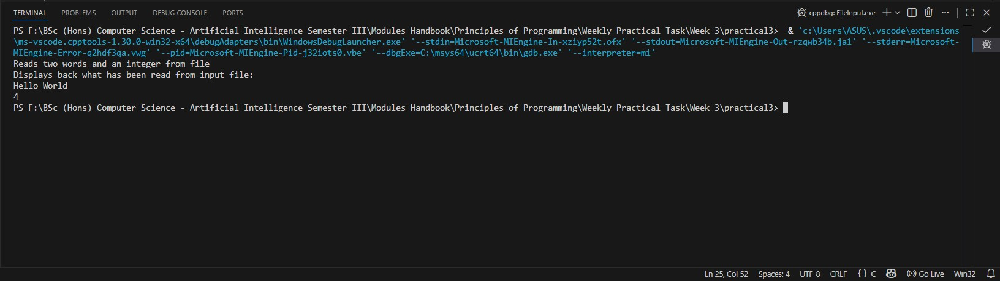 TERMINAL PROBLEMS OUTPUT DEBUG CONSOLE PORTS cppdbg: FileInput.exe
PS F:\BSc (Hons) Computer Science - Artificial Intelligence Semester III\Modules Handbook\Principles of Programming\Weekly Practical Task\Week 3\practical3>  & 'c:\Users\ASUS\.vscode\extensions
\ms-vscode.cpptools-1.30.0-win32-x64\debugAdapters\bin\WindowsDebugLauncher.exe' '--stdin=Microsoft-MIEngine-In-xziyp52t.ofx' '--stdout=Microsoft-MIEngine-Out-rzqwb34b.ja1' '--stderr=Microsoft-
MIEngine-Error-q2hdf3qa.vwg' '--pid=Microsoft-MIEngine-Pid-j32iots0.vbe' '--dbgExe=C:\msys64\ucrt64\bin\gdb.exe' '--interpreter=mi'
Reads two words and an integer from file
Displays back what has been read from input file:
Hello World
4
PS F:\BSc (Hons) Computer Science - Artificial Intelligence Semester III\Modules Handbook\Principles of Programming\Weekly Practical Task\Week 3\practical3>
Ln 25, Col 52 Spaces: 4 UTF-8 CRLF { } C Go Live Win32